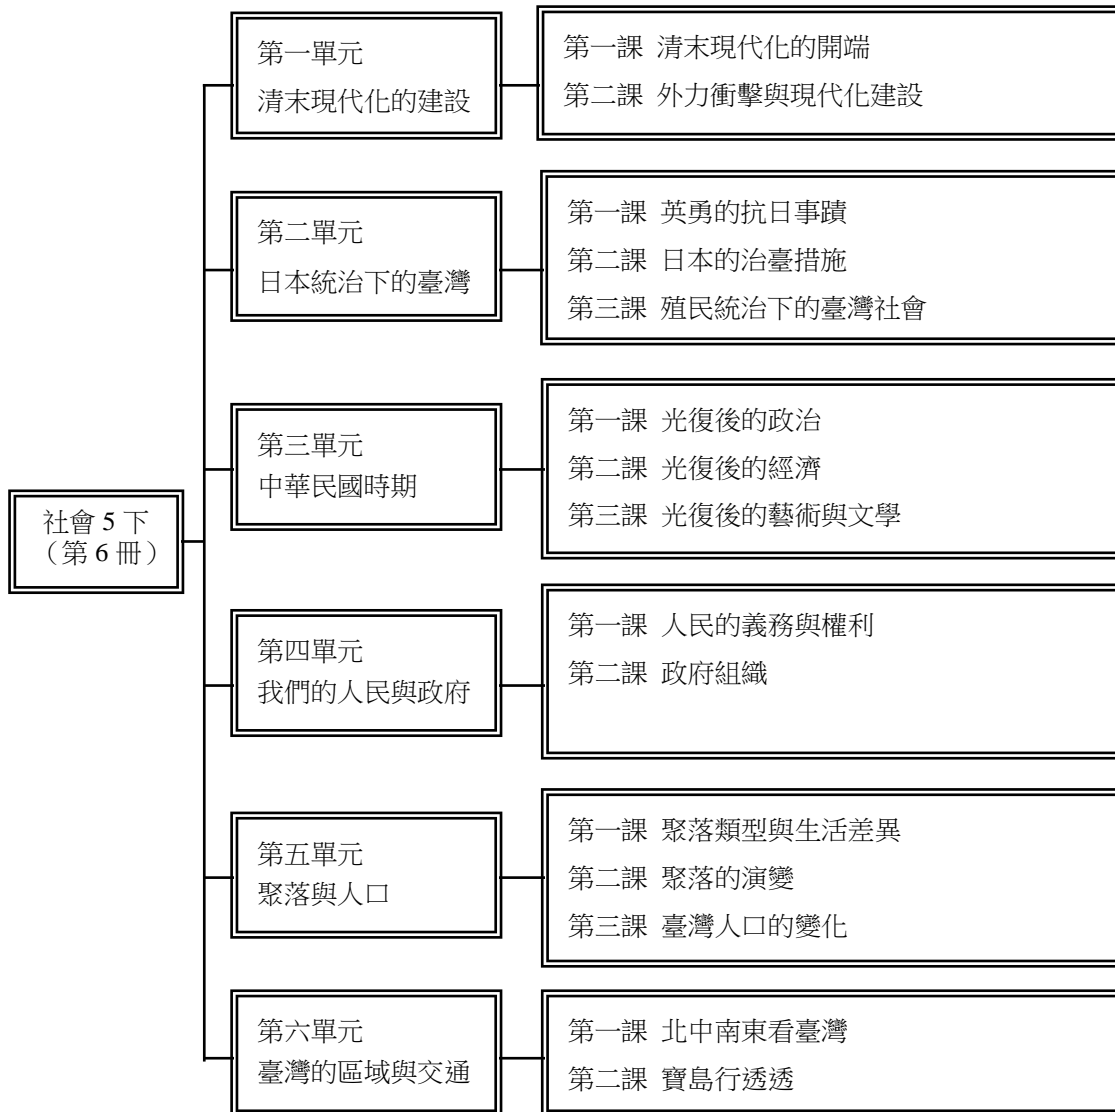 社會 5 下
（第 6 冊）
第一單元
清末現代化的建設
第一課 清末現代化的開端
第二課 外力衝擊與現代化建設
第二單元
日本統治下的臺灣
第一課 英勇的抗日事蹟
第二課 日本的治臺措施
第三課 殖民統治下的臺灣社會
第三單元
中華民國時期
第一課 光復後的政治
第二課 光復後的經濟
第三課 光復後的藝術與文學
第四單元
我們的人民與政府
第一課 人民的義務與權利
第二課 政府組織
第五單元
聚落與人口
第一課 聚落類型與生活差異
第二課 聚落的演變
第三課 臺灣人口的變化
第六單元
臺灣的區域與交通
第一課 北中南東看臺灣
第二課 寶島行透透